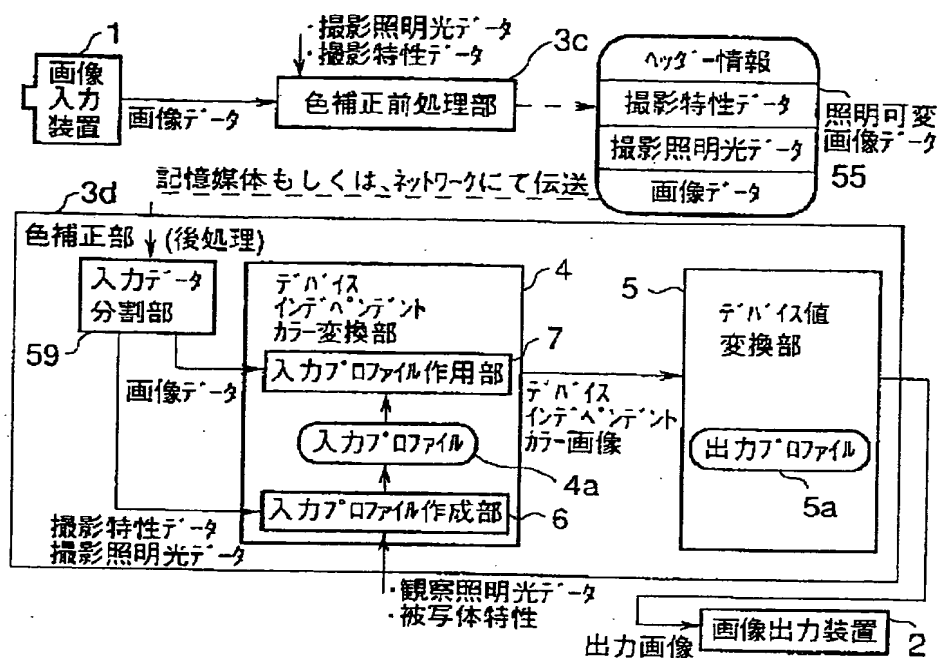 1
画像
入力
装置
画像データ
・撮影照明光データ
・撮影特性データ
3c
色補正前処理部
ヘッダー情報
撮影特性データ
撮影照明光データ
画像データ
照明可変
画像データ
55
記憶媒体もしくは、ネットワークにて伝送
3d
色補正部
(後処理)
入力データ
分割部
59
画像データ
撮影特性データ
撮影照明光データ
4
デバイス
インデペンデント
カラー変換部
7
入力プロファイル作用部
入力プロファイル
4a
入力プロファイル作成部
6
・観察照明光データ
・被写体特性
デバイス
インデペンデント
カラー画像
5
デバイス値
変換部
出力プロファイル
5a
出力画像
画像出力装置
2